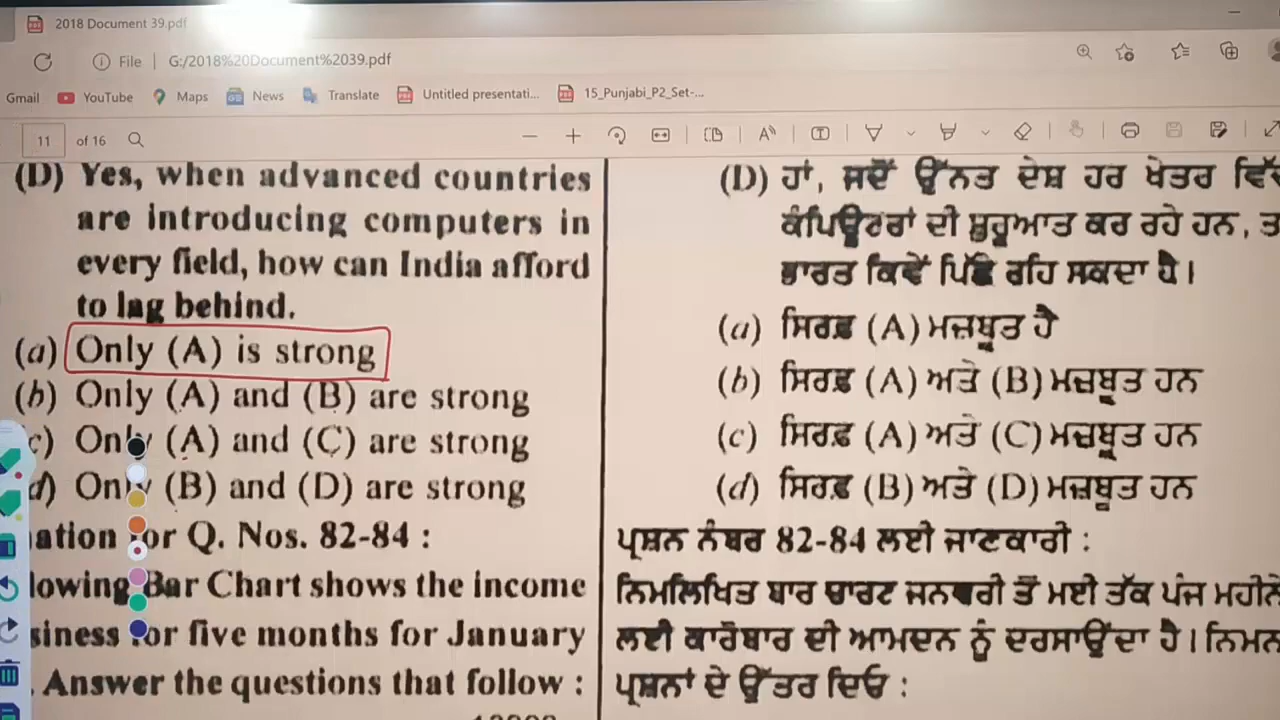 2018 Document 39.pdf
File G:/2018%20Document%2039.pdf
Gmail YouTube Maps News Translate Untitled presentati... 15_Punjabi_P2_Set-...
11 of 16
(D) Yes, when advanced countries
are introducing computers in
every field, how can India afford
to lag behind.
(a) Only (A) is strong
(b) Only (A) and (B) are strong
c) Only (A) and (C) are strong
d) Only (B) and (D) are strong
ation for Q. Nos. 82-84 :
lowing Bar Chart shows the income
siness for five months for January
. Answer the questions that follow :
(D) ਹਾਂ, ਜਦੋਂ ਉੱਨਤ ਦੇਸ਼ ਹਰ ਖੇਤਰ ਵਿੱਚ
ਕੰਪਿਊਟਰਾਂ ਦੀ ਸ਼ੁਰੂਆਤ ਕਰ ਰਹੇ ਹਨ, ਤ
ਭਾਰਤ ਕਿਵੇਂ ਪਿੱਛੇ ਰਹਿ ਸਕਦਾ ਹੈ।
(a) ਸਿਰਫ਼ (A) ਮਜ਼ਬੂਤ ਹੈ
(b) ਸਿਰਫ਼ (A) ਅਤੇ (B) ਮਜ਼ਬੂਤ ਹਨ
(c) ਸਿਰਫ਼ (A) ਅਤੇ (C) ਮਜ਼ਬੂਤ ਹਨ
(d) ਸਿਰਫ਼ (B) ਅਤੇ (D) ਮਜ਼ਬੂਤ ਹਨ
ਪ੍ਰਸ਼ਨ ਨੰਬਰ 82-84 ਲਈ ਜਾਣਕਾਰੀ :
ਨਿਮਲਿਖਿਤ ਬਾਰ ਚਾਰਟ ਜਨਵਰੀ ਤੋਂ ਮਈ ਤੱਕ ਪੰਜ ਮਹੀਨੇ
ਲਈ ਕਾਰੋਬਾਰ ਦੀ ਆਮਦਨ ਨੂੰ ਦਰਸਾਉਂਦਾ ਹੈ। ਨਿਮਨ
ਪ੍ਰਸ਼ਨਾਂ ਦੇ ਉੱਤਰ ਦਿਓ :